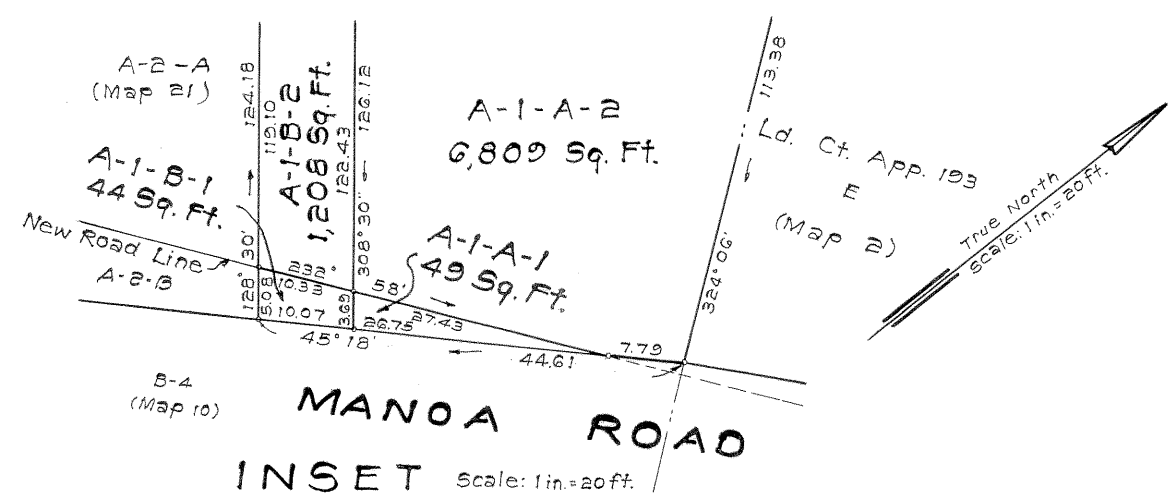 A-2-A
(Map 21)
124.18
119.10
A-1-B-2
1,208 Sq. Ft.
122.43
126.12
308° 30'
A-1-A-2
6,809 Sq. Ft.
113.38
Ld. Ct. App. 193
E
(Map 2)
324° 06'
True North
Scale: 1 in. = 20 ft.
A-1-B-1
44 Sq. Ft.
New Road Line
A-2-B
128° 30'
5.08
232° 58'
10.33
10.07
3.69
A-1-A-1
49 Sq. Ft.
27.43
26.75
45° 18'
44.61
7.79
B-4
(Map 10)
MANOA ROAD
INSET Scale: 1 in. = 20 ft.